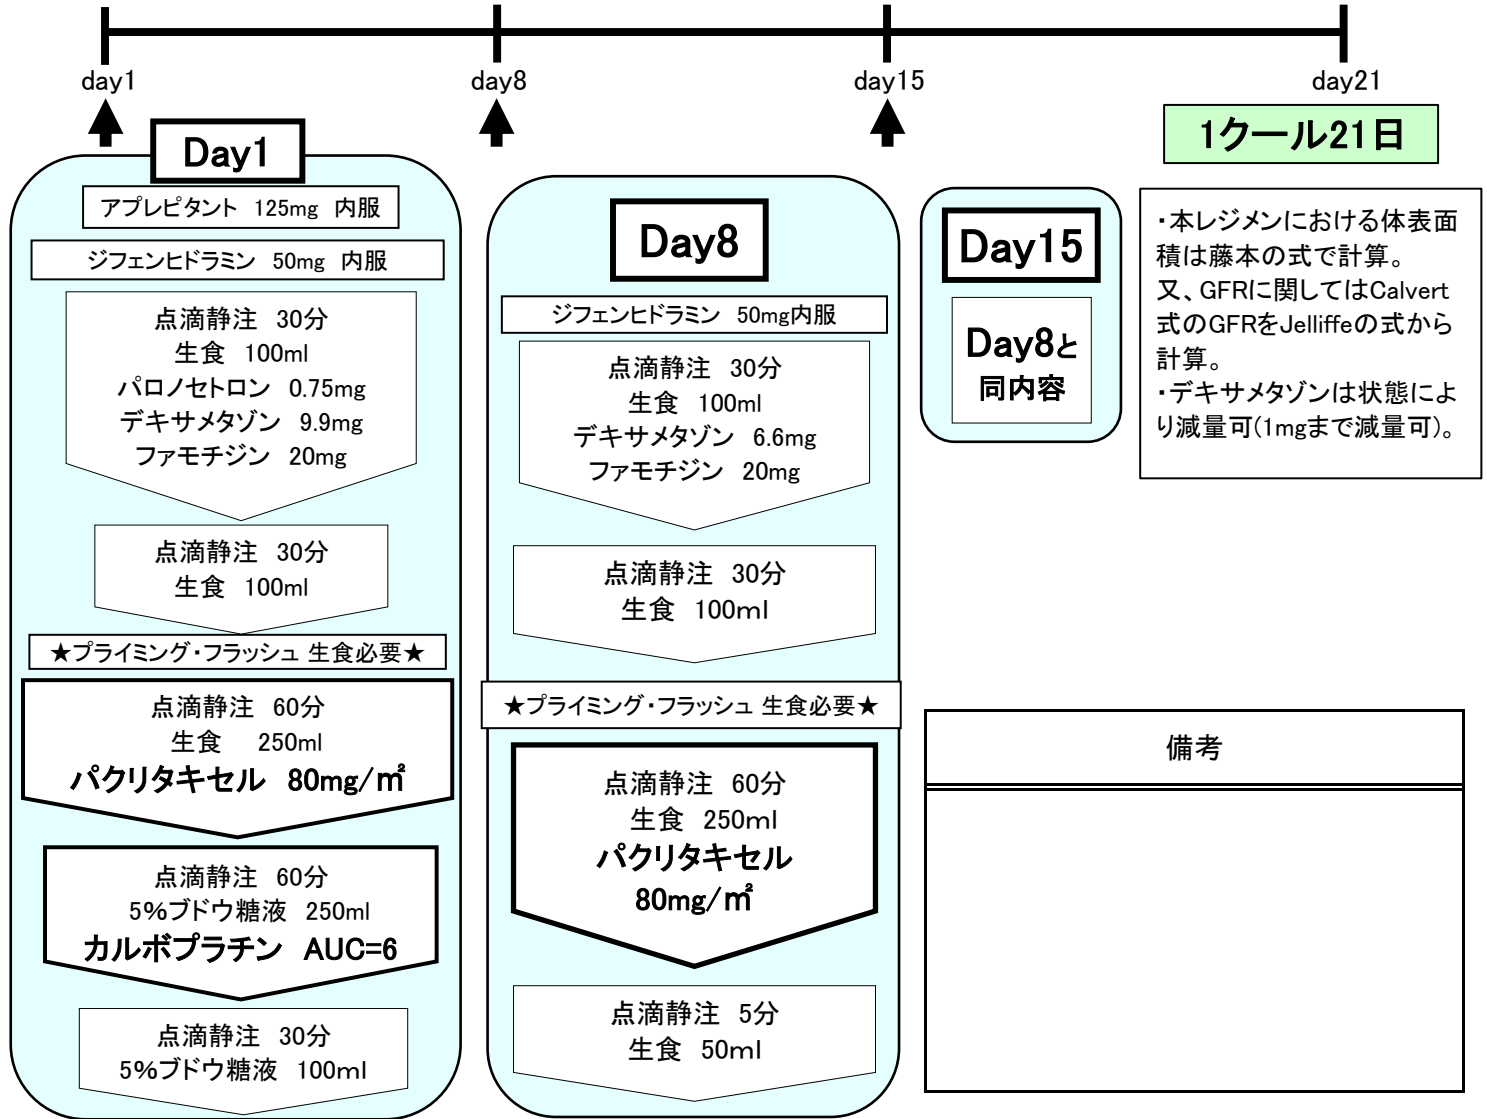 day1
day8
day15
day21
1クール21日
Day1
アプレピタント 125mg 内服
ジフェンヒドラミン 50mg 内服
点滴静注 30分
生食 100ml
パロノセトロン 0.75mg
デキサメタゾン 9.9mg
ファモチジン 20mg
点滴静注 30分
生食 100ml
★プライミング・フラッシュ 生食必要★
点滴静注 60分
生食 250ml
パクリタキセル 80mg/㎡
点滴静注 60分
5%ブドウ糖液 250ml
カルボプラチン AUC=6
点滴静注 30分
5%ブドウ糖液 100ml
Day8
ジフェンヒドラミン 50mg内服
点滴静注 30分
生食 100ml
デキサメタゾン 6.6mg
ファモチジン 20mg
点滴静注 30分
生食 100ml
★プライミング・フラッシュ 生食必要★
点滴静注 60分
生食 250ml
パクリタキセル
80mg/㎡
点滴静注 5分
生食 50ml
Day15
Day8と
同内容
・本レジメンにおける体表面
積は藤本の式で計算。
又、GFRに関してはCalvert
式のGFRをJelliffeの式から
計算。
・デキサメタゾンは状態によ
り減量可(1mgまで減量可)。
備考